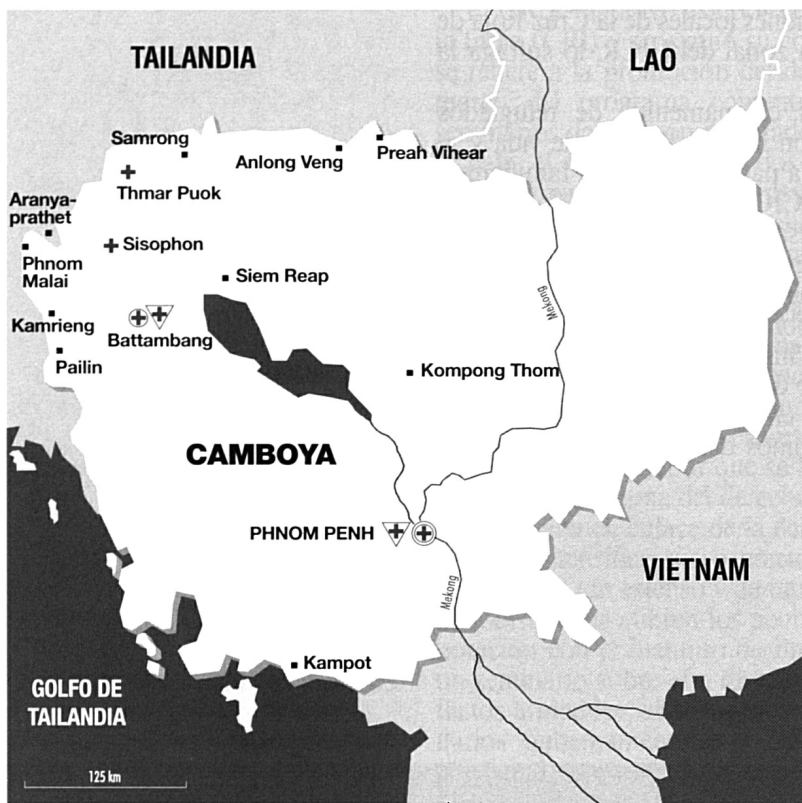 TAILANDIA
LAO
Samrong
Anlong Veng
Preah Vihear
Thmar Puok
Aranya-
prathet
Sisophon
Phnom
Malai
Siem Reap
Mekong
Kamrieng
Battambang
Pailin
Kompong Thom
CAMBOYA
PHNOM PENH
VIETNAM
Mekong
Kampot
GOLFO DE
TAILANDIA
125 km